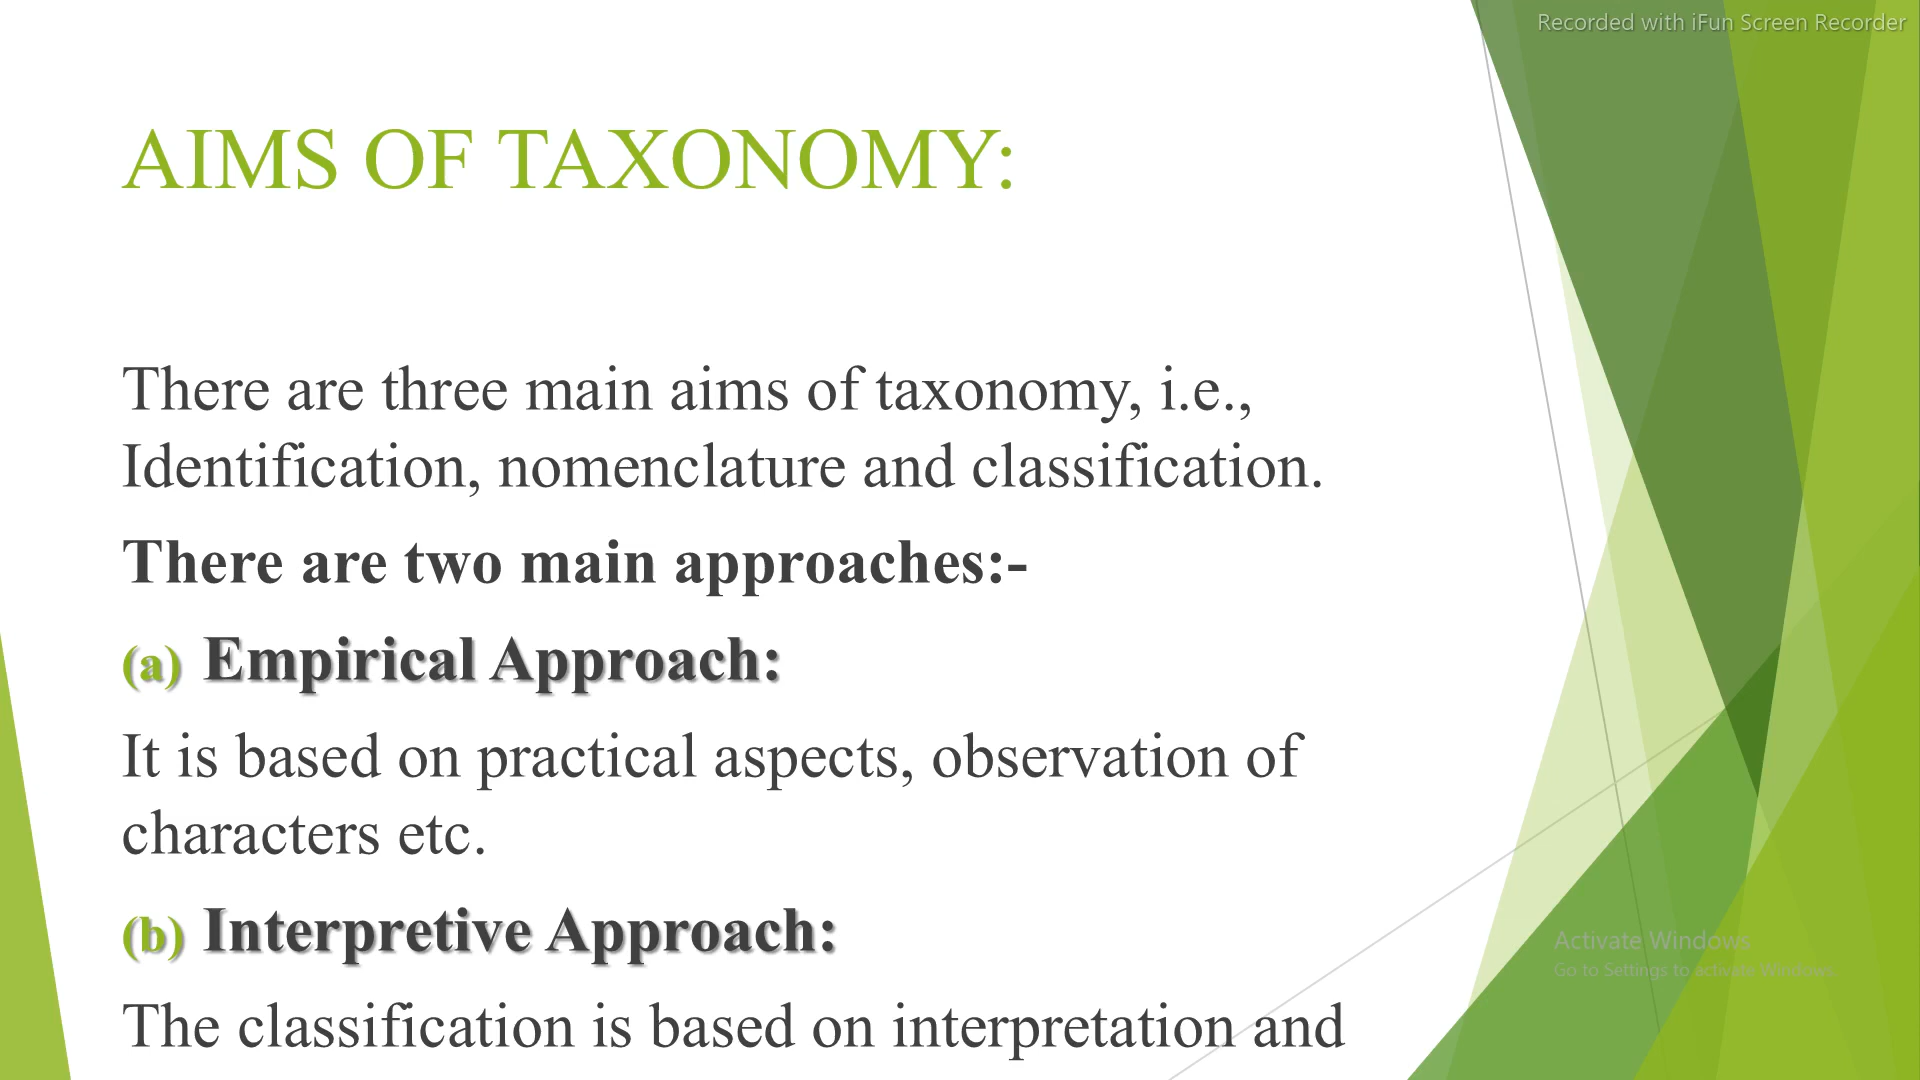 Recorded with iFun Screen Recorder
AIMS OF TAXONOMY:
There are three main aims of taxonomy, i.e.,
Identification, nomenclature and classification.
There are two main approaches:-
(a) Empirical Approach:
It is based on practical aspects, observation of
characters etc.
(b) Interpretive Approach:
Activate Windows
Go to Settings to activate Windows.
The classification is based on interpretation and